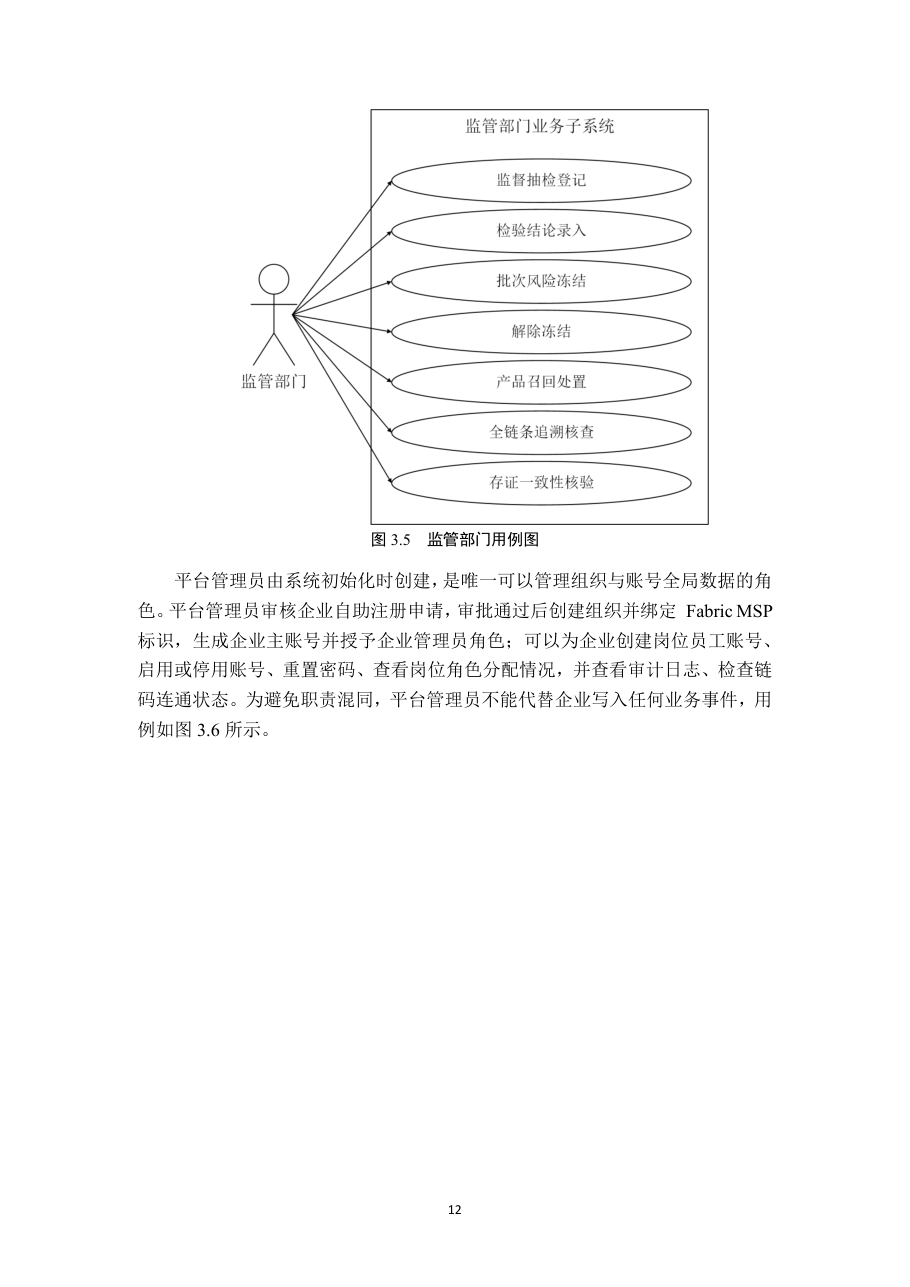 监管部门业务子系统
监督抽检登记
检验结论录入
批次风险冻结
解除冻结
产品召回处置
全链条追溯核查
存证一致性核验
监管部门
图 3.5 监管部门用例图
平台管理员由系统初始化时创建，是唯一可以管理组织与账号全局数据的角
色。平台管理员审核企业自助注册申请，审批通过后创建组织并绑定 Fabric MSP
标识，生成企业主账号并授予企业管理员角色；可以为企业创建岗位员工账号、
启用或停用账号、重置密码、查看岗位角色分配情况，并查看审计日志、检查链
码连通状态。为避免职责混同，平台管理员不能代替企业写入任何业务事件，用
例如图 3.6 所示。
12